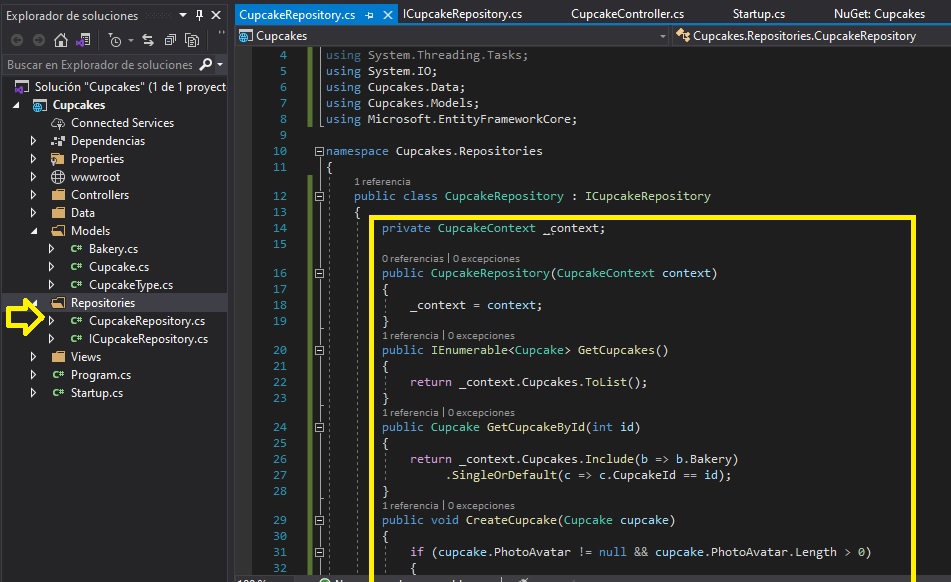 Explorador de soluciones
Buscar en Explorador de soluciones
Solución "Cupcakes" (1 de 1 proyect
Cupcakes
Connected Services
Dependencias
Properties
wwwroot
Controllers
Data
Models
C# Bakery.cs
C# Cupcake.cs
C# CupcakeType.cs
Repositories
C# CupcakeRepository.cs
C# ICupcakeRepository.cs
Views
C# Program.cs
C# Startup.cs
CupcakeRepository.cs
ICupcakeRepository.cs
CupcakeController.cs
Startup.cs
NuGet: Cupcakes
Cupcakes
Cupcakes.Repositories.CupcakeRepository
4 using System.Threading.Tasks;
5 using System.IO;
6 using Cupcakes.Data;
7 using Cupcakes.Models;
8 using Microsoft.EntityFrameworkCore;
9
10 namespace Cupcakes.Repositories
11 {
1 referencia
12 public class CupcakeRepository : ICupcakeRepository
13 {
14 private CupcakeContext _context;
15
0 referencias | 0 excepciones
16 public CupcakeRepository(CupcakeContext context)
17 {
18 _context = context;
19 }
1 referencia | 0 excepciones
20 public IEnumerable<Cupcake> GetCupcakes()
21 {
22 return _context.Cupcakes.ToList();
23 }
1 referencia | 0 excepciones
24 public Cupcake GetCupcakeById(int id)
25 {
26 return _context.Cupcakes.Include(b => b.Bakery)
27 .SingleOrDefault(c => c.CupcakeId == id);
28 }
1 referencia | 0 excepciones
29 public void CreateCupcake(Cupcake cupcake)
30 {
31 if (cupcake.PhotoAvatar != null && cupcake.PhotoAvatar.Length > 0)
32 {